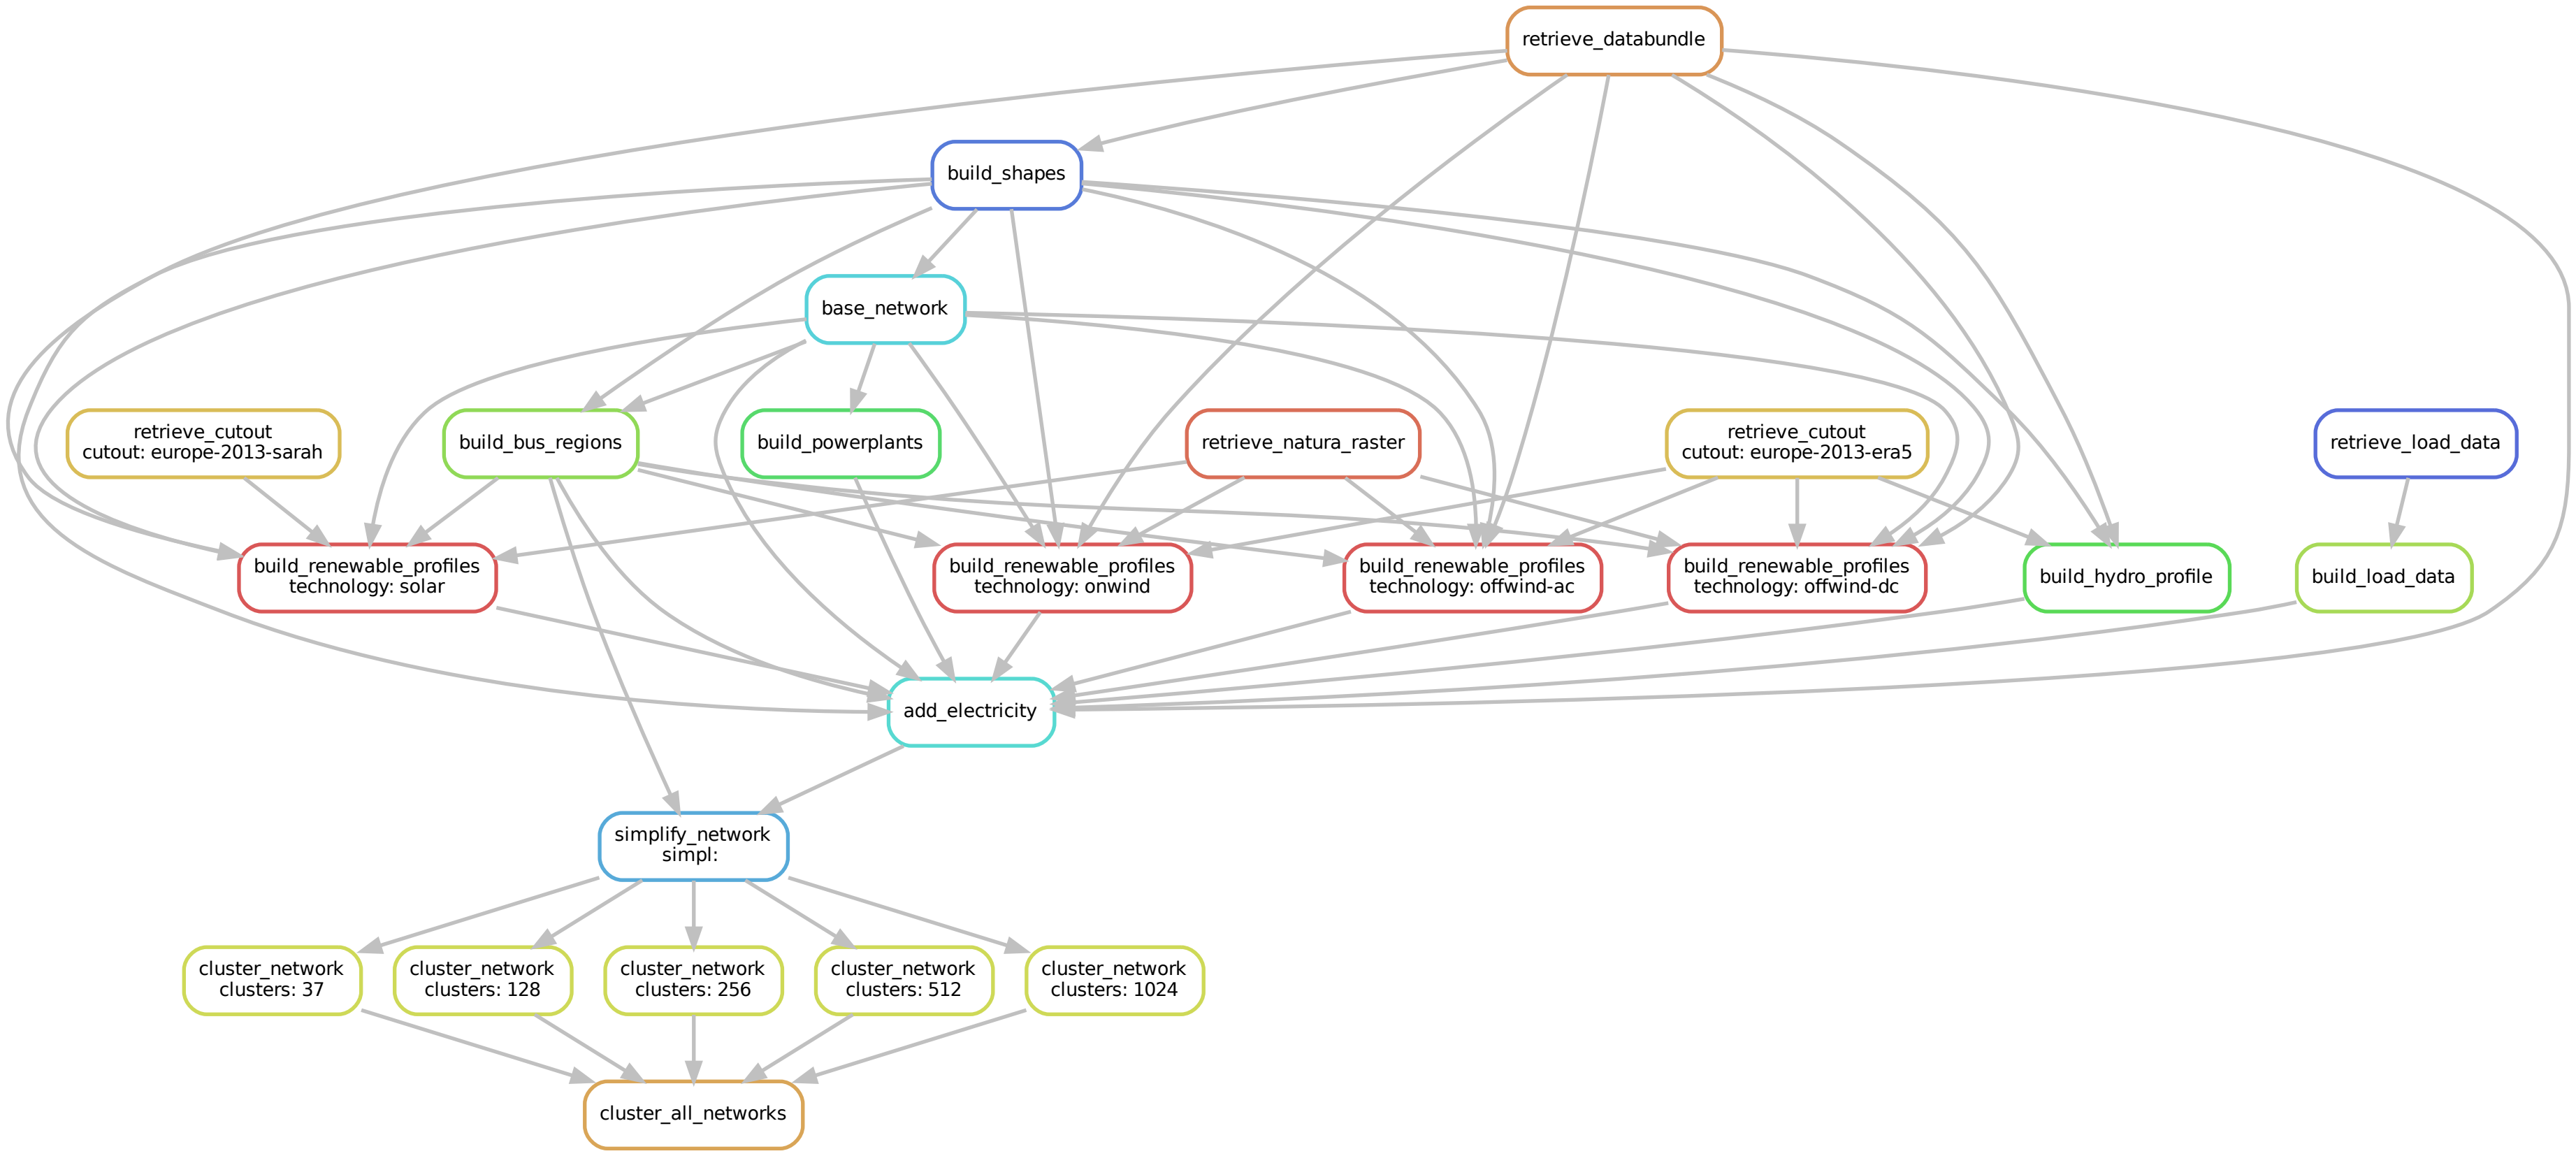 retrieve_databundle
build_shapes
base_network
retrieve_cutout
cutout: europe-2013-sarah
build_bus_regions
build_powerplants
retrieve_natura_raster
retrieve_cutout
cutout: europe-2013-era5
retrieve_load_data
build_renewable_profiles
technology: solar
build_renewable_profiles
technology: onwind
build_renewable_profiles
technology: offwind-ac
build_renewable_profiles
technology: offwind-dc
build_hydro_profile
build_load_data
add_electricity
simplify_network
simpl:
cluster_network
clusters: 37
cluster_network
clusters: 128
cluster_network
clusters: 256
cluster_network
clusters: 512
cluster_network
clusters: 1024
cluster_all_networks